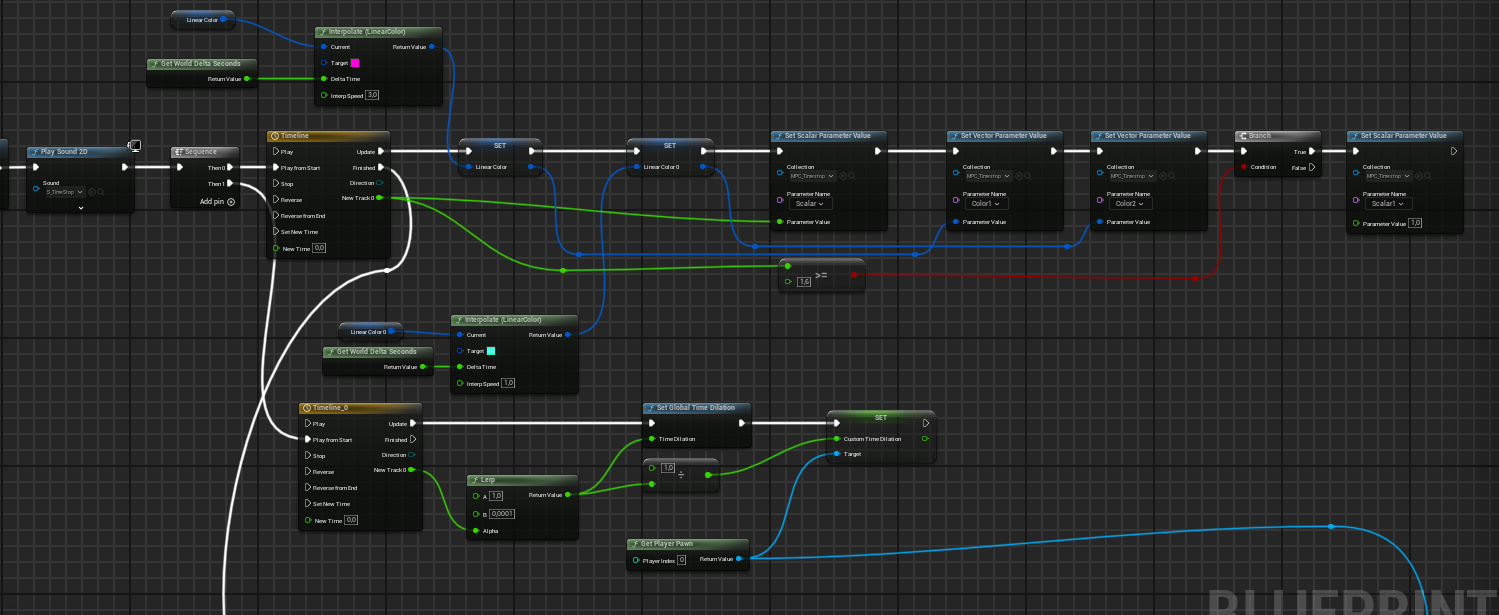 Linear Color
Interpolate (LinearColor)
Current
Return Value
Target
Delta Time
Interp Speed 3,0
Get World Delta Seconds
Return Value
Play Sound 2D
Sound
S_TimeStop
Sequence
Then 0
Then 1
Add pin
Timeline
Play
Update
Play from Start
Finished
Stop
Direction
Reverse
New Track 0
Reverse from End
Set New Time
New Time 0,0
SET
Linear Color
SET
Linear Color 0
Set Scalar Parameter Value
Collection
MPC_Timestop
Parameter Name
Scalar
Parameter Value
Set Vector Parameter Value
Collection
MPC_Timestop
Parameter Name
Color1
Parameter Value
Set Vector Parameter Value
Collection
MPC_Timestop
Parameter Name
Color2
Parameter Value
Branch
True
Condition
False
Set Scalar Parameter Value
Collection
MPC_Timestop
Parameter Name
Scalar1
Parameter Value 1,0
1,6
>=
Linear Color 0
Interpolate (LinearColor)
Current
Return Value
Target
Delta Time
Interp Speed 1,0
Get World Delta Seconds
Return Value
Timeline_0
Play
Update
Play from Start
Finished
Stop
Direction
Reverse
New Track 0
Reverse from End
Set New Time
New Time 0,0
Lerp
A 1,0
Return Value
B 0,0001
Alpha
Set Global Time Dilation
Time Dilation
1,0
÷
SET
Custom Time Dilation
Target
Get Player Pawn
Player Index 0
Return Value
BLUEPRINT